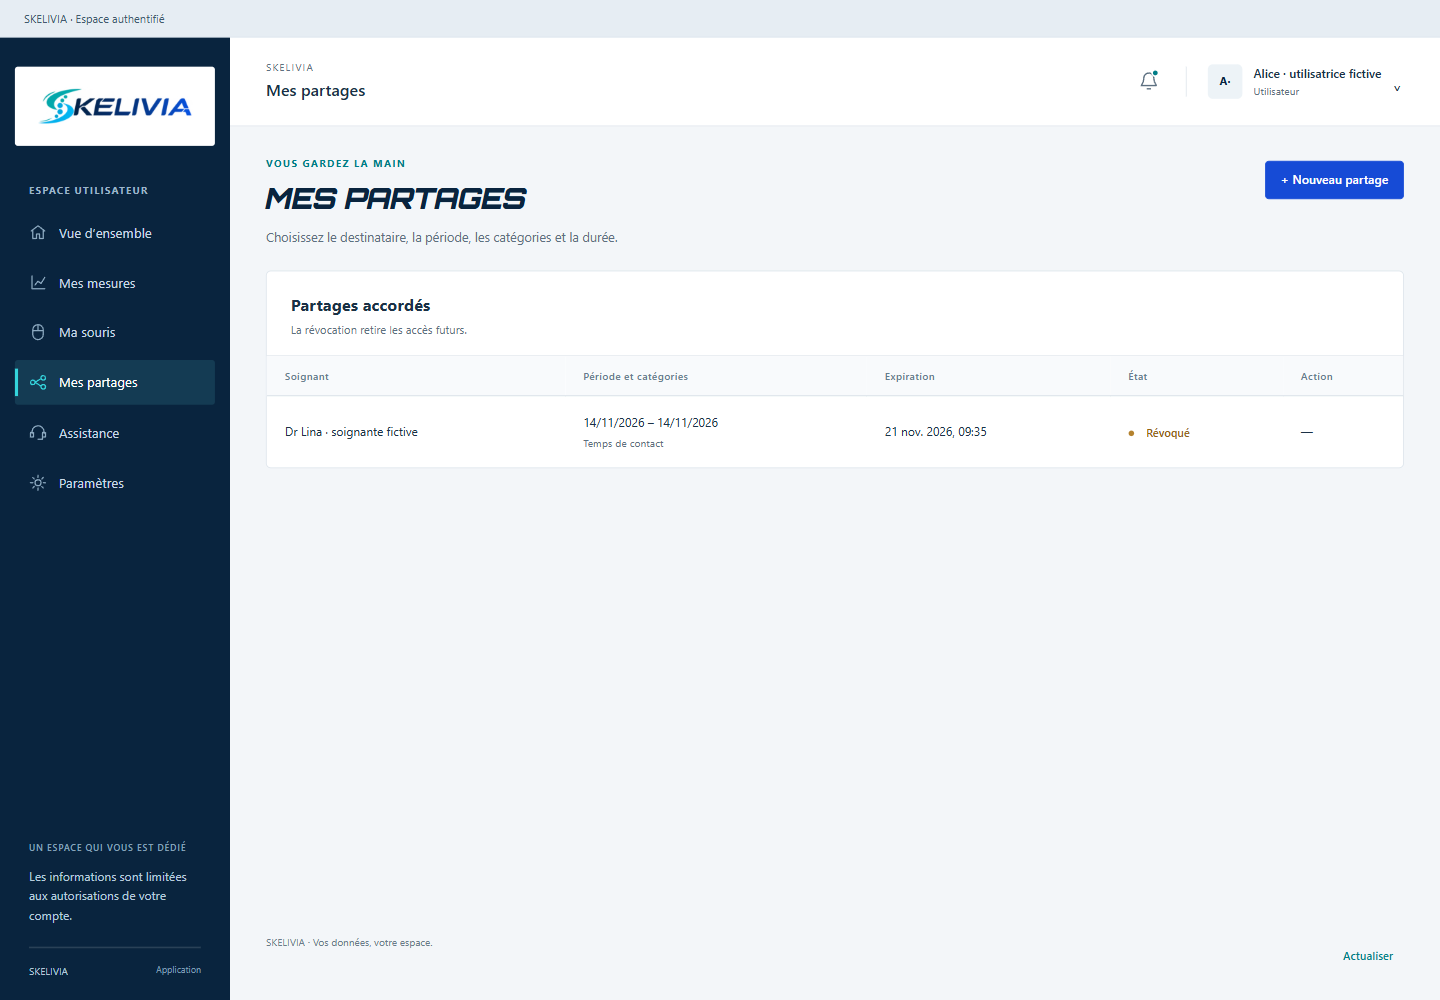 SKELIVIA · Espace authentifié
SKELIVIA
ESPACE UTILISATEUR
Vue d'ensemble
Mes mesures
Ma souris
Mes partages
Assistance
Paramètres
UN ESPACE QUI VOUS EST DÉDIÉ
Les informations sont limitées
aux autorisations de votre
compte.
SKELIVIA Application
SKELIVIA
Mes partages
A·
Alice · utilisatrice fictive
Utilisateur
VOUS GARDEZ LA MAIN
MES PARTAGES
Choisissez le destinataire, la période, les catégories et la durée.
+ Nouveau partage
Partages accordés
La révocation retire les accès futurs.
Soignant Période et catégories Expiration État Action
Dr Lina · soignante fictive 14/11/2026 – 14/11/2026 21 nov. 2026, 09:35 Révoqué —
Temps de contact
SKELIVIA · Vos données, votre espace.
Actualiser